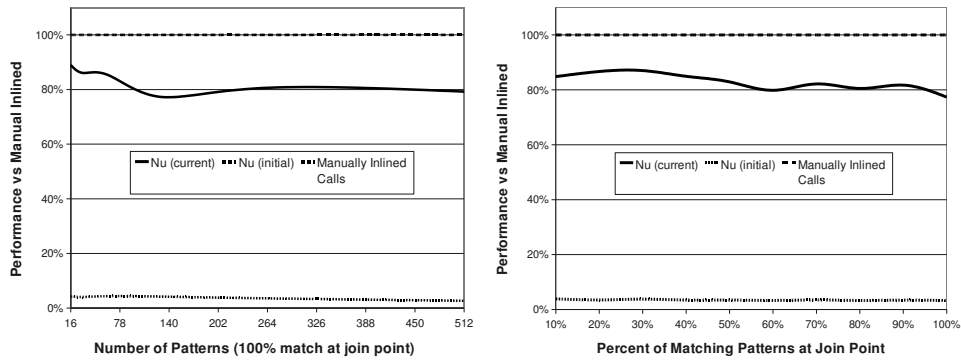 Performance vs Manual Inlined
100%
80%
60%
40%
20%
0%
Nu (current) Nu (initial) Manually Inlined
Calls
16 78 140 202 264 326 388 450 512
Number of Patterns (100% match at join point)
Performance vs Manual Inlined
100%
80%
60%
40%
20%
0%
Nu (current) Nu (initial) Manually Inlined
Calls
10% 20% 30% 40% 50% 60% 70% 80% 90% 100%
Percent of Matching Patterns at Join Point